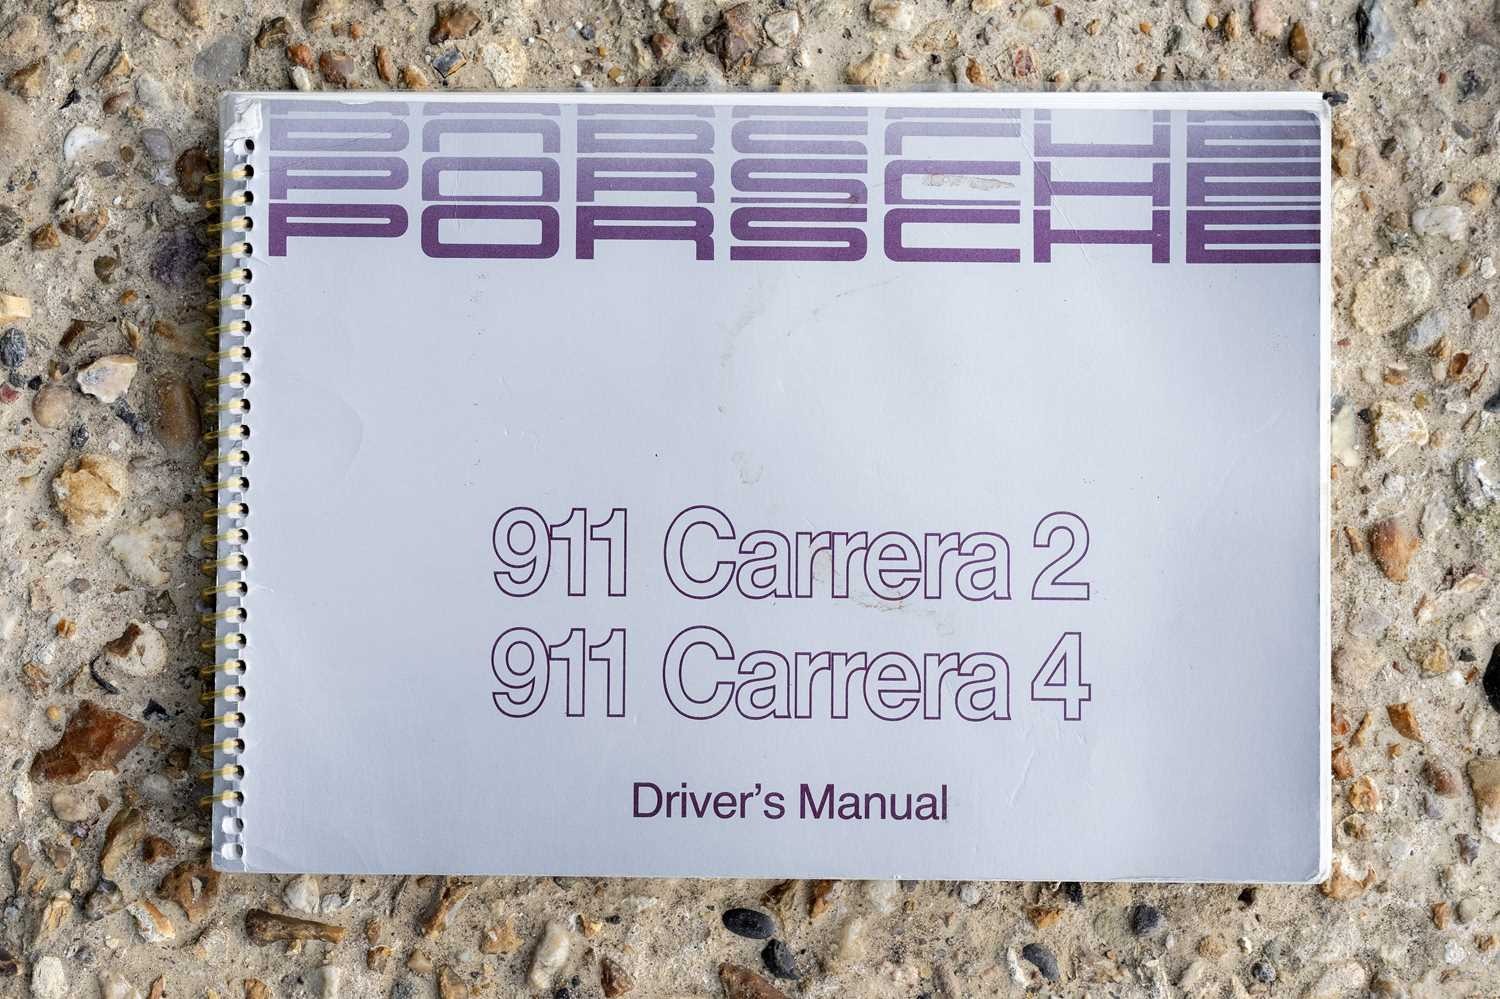 PORSCHE
PORSCHE
PORSCHE
911 Carrera 2
911 Carrera 4
Driver's Manual